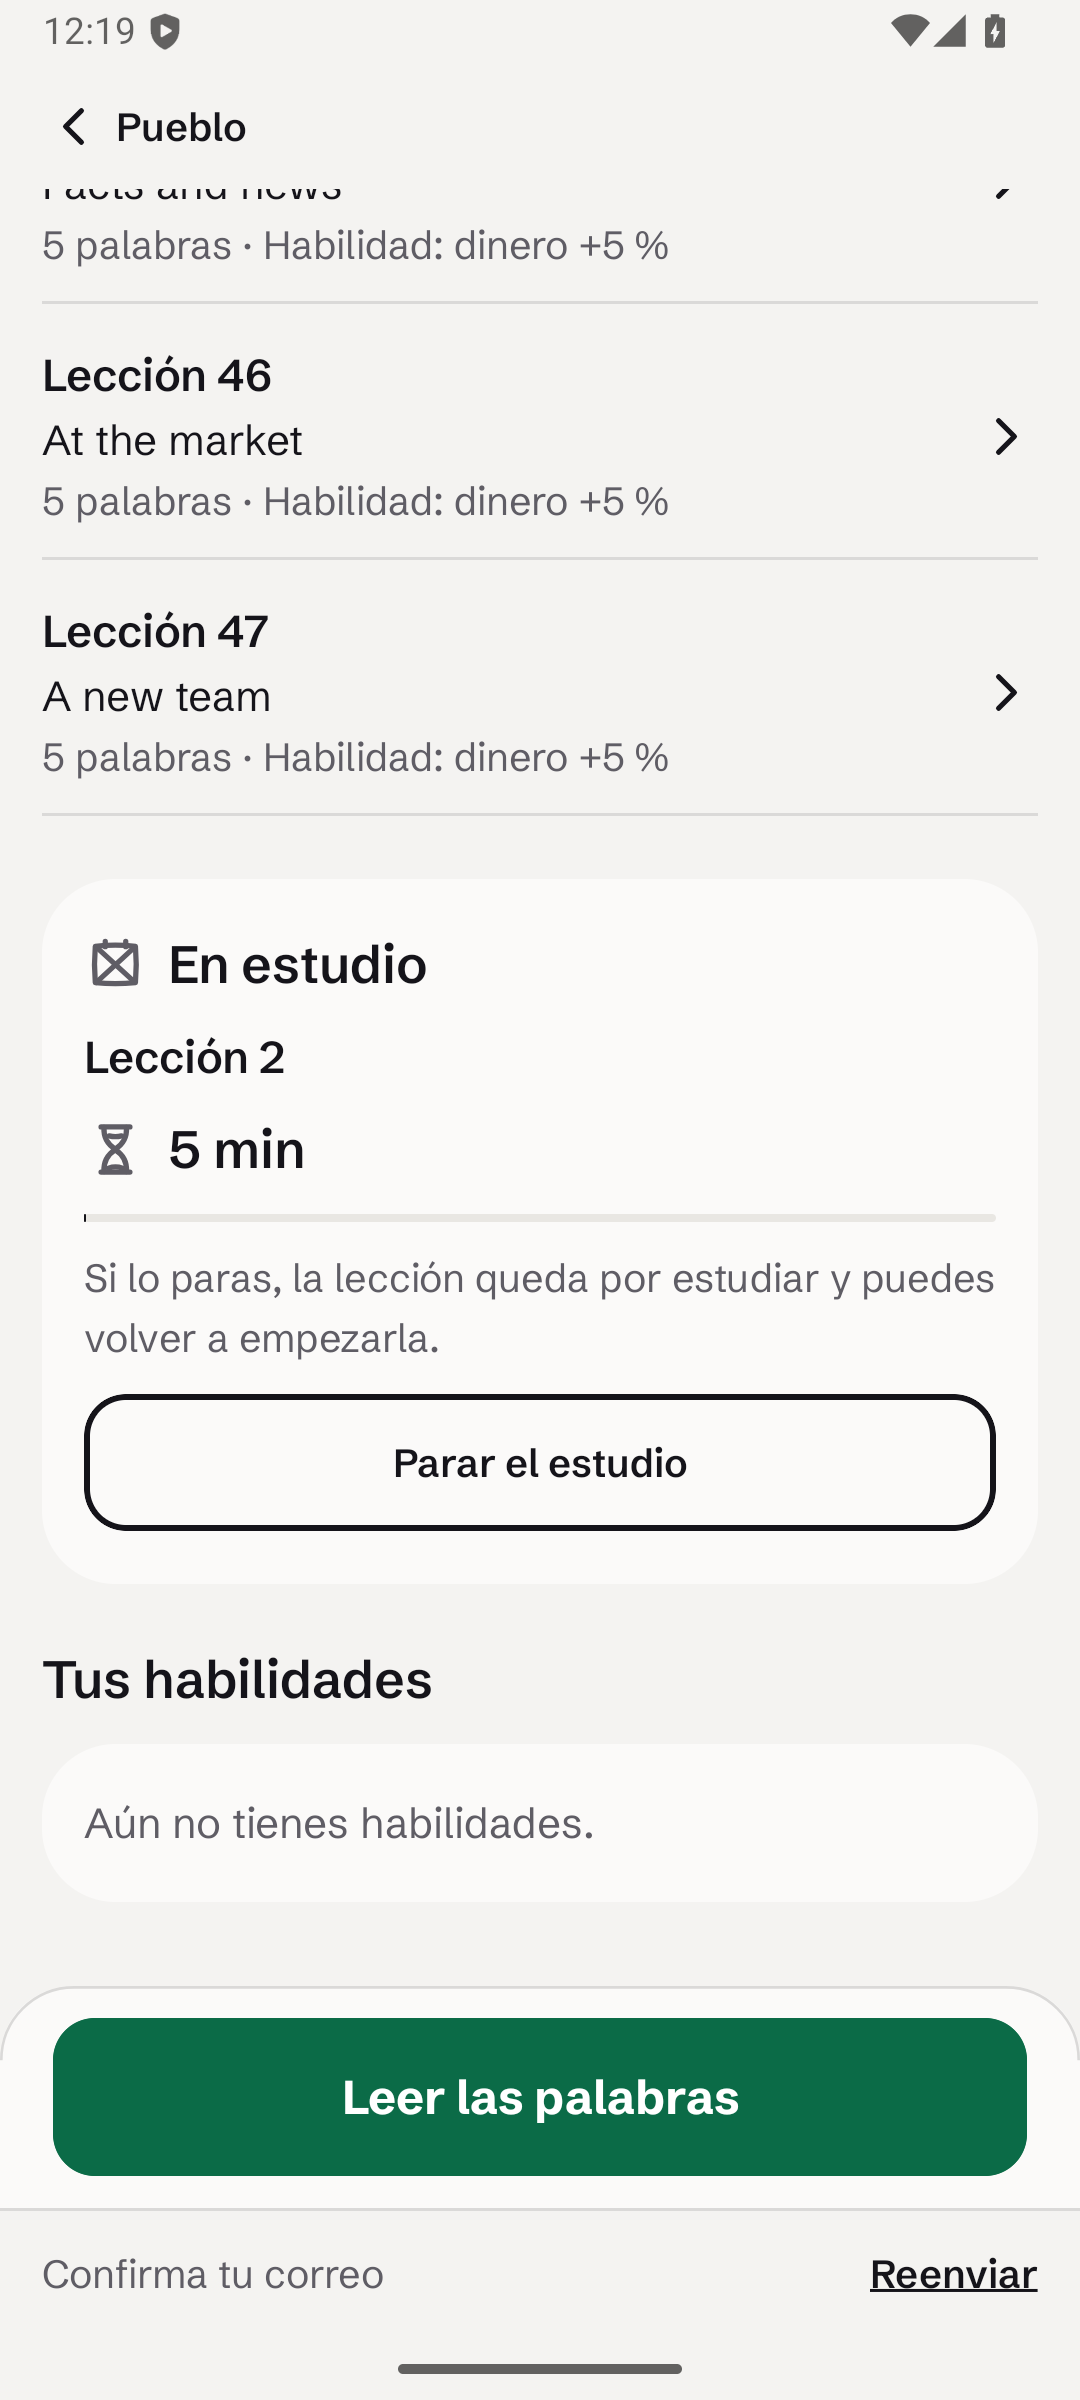 12:19
Pueblo
Facts and news
5 palabras · Habilidad: dinero +5 %
Lección 46
At the market
5 palabras · Habilidad: dinero +5 %
Lección 47
A new team
5 palabras · Habilidad: dinero +5 %
En estudio
Lección 2
5 min
Si lo paras, la lección queda por estudiar y puedes
volver a empezarla.
Parar el estudio
Tus habilidades
Aún no tienes habilidades.
Leer las palabras
Confirma tu correo
Reenviar